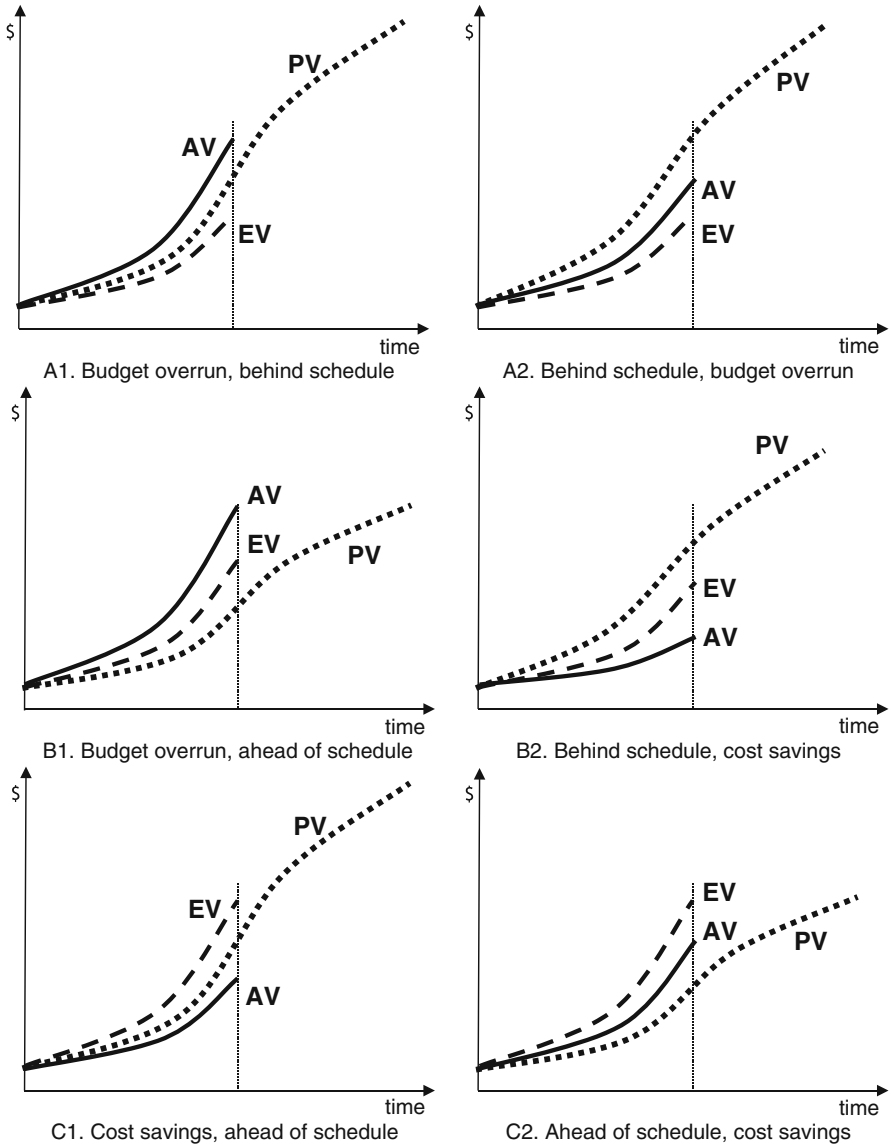 $
PV
AV
EV
time
A1. Budget overrun, behind schedule
$
PV
AV
EV
time
A2. Behind schedule, budget overrun
$
AV
EV
PV
time
B1. Budget overrun, ahead of schedule
$
PV
EV
AV
time
B2. Behind schedule, cost savings
$
PV
EV
AV
time
C1. Cost savings, ahead of schedule
$
EV
AV
PV
time
C2. Ahead of schedule, cost savings